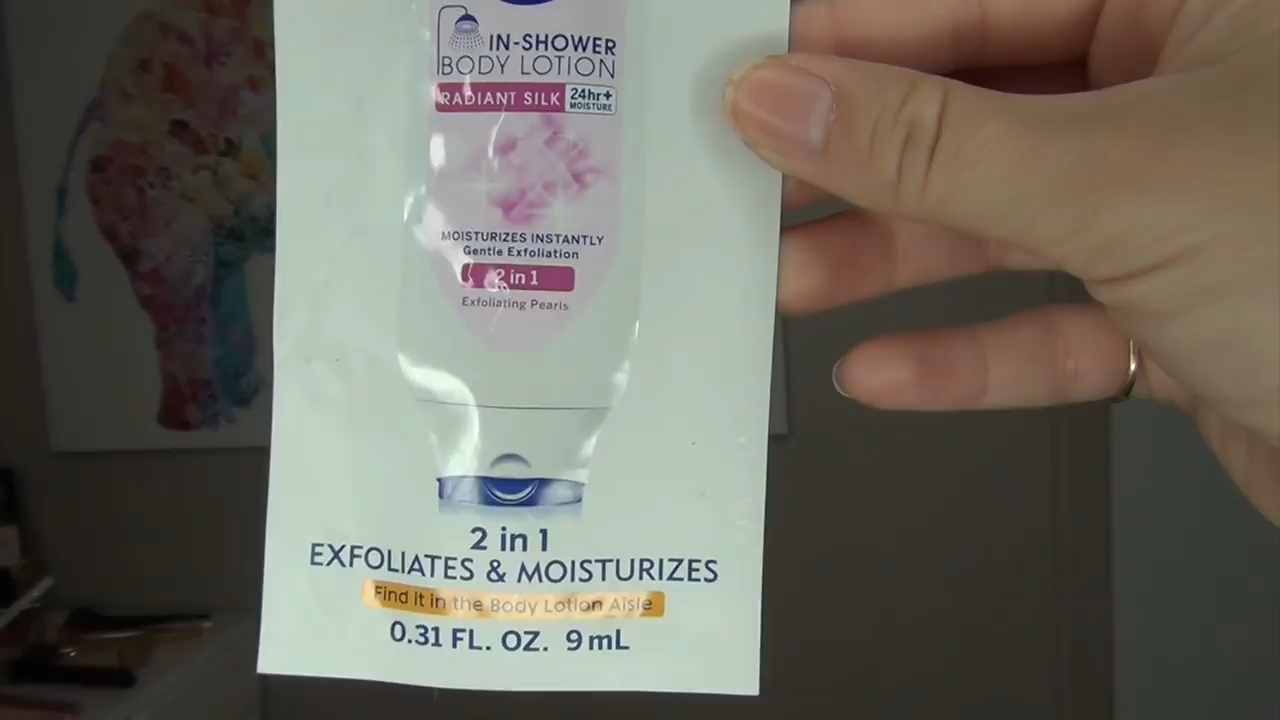 IN-SHOWER
BODY LOTION
RADIANT SILK 24hr+ MOISTURE
MOISTURIZES INSTANTLY
Gentle Exfoliation
2 in 1
Exfoliating Pearls
2 in 1
EXFOLIATES & MOISTURIZES
Find it in the Body Lotion Aisle
0.31 FL. OZ. 9 mL